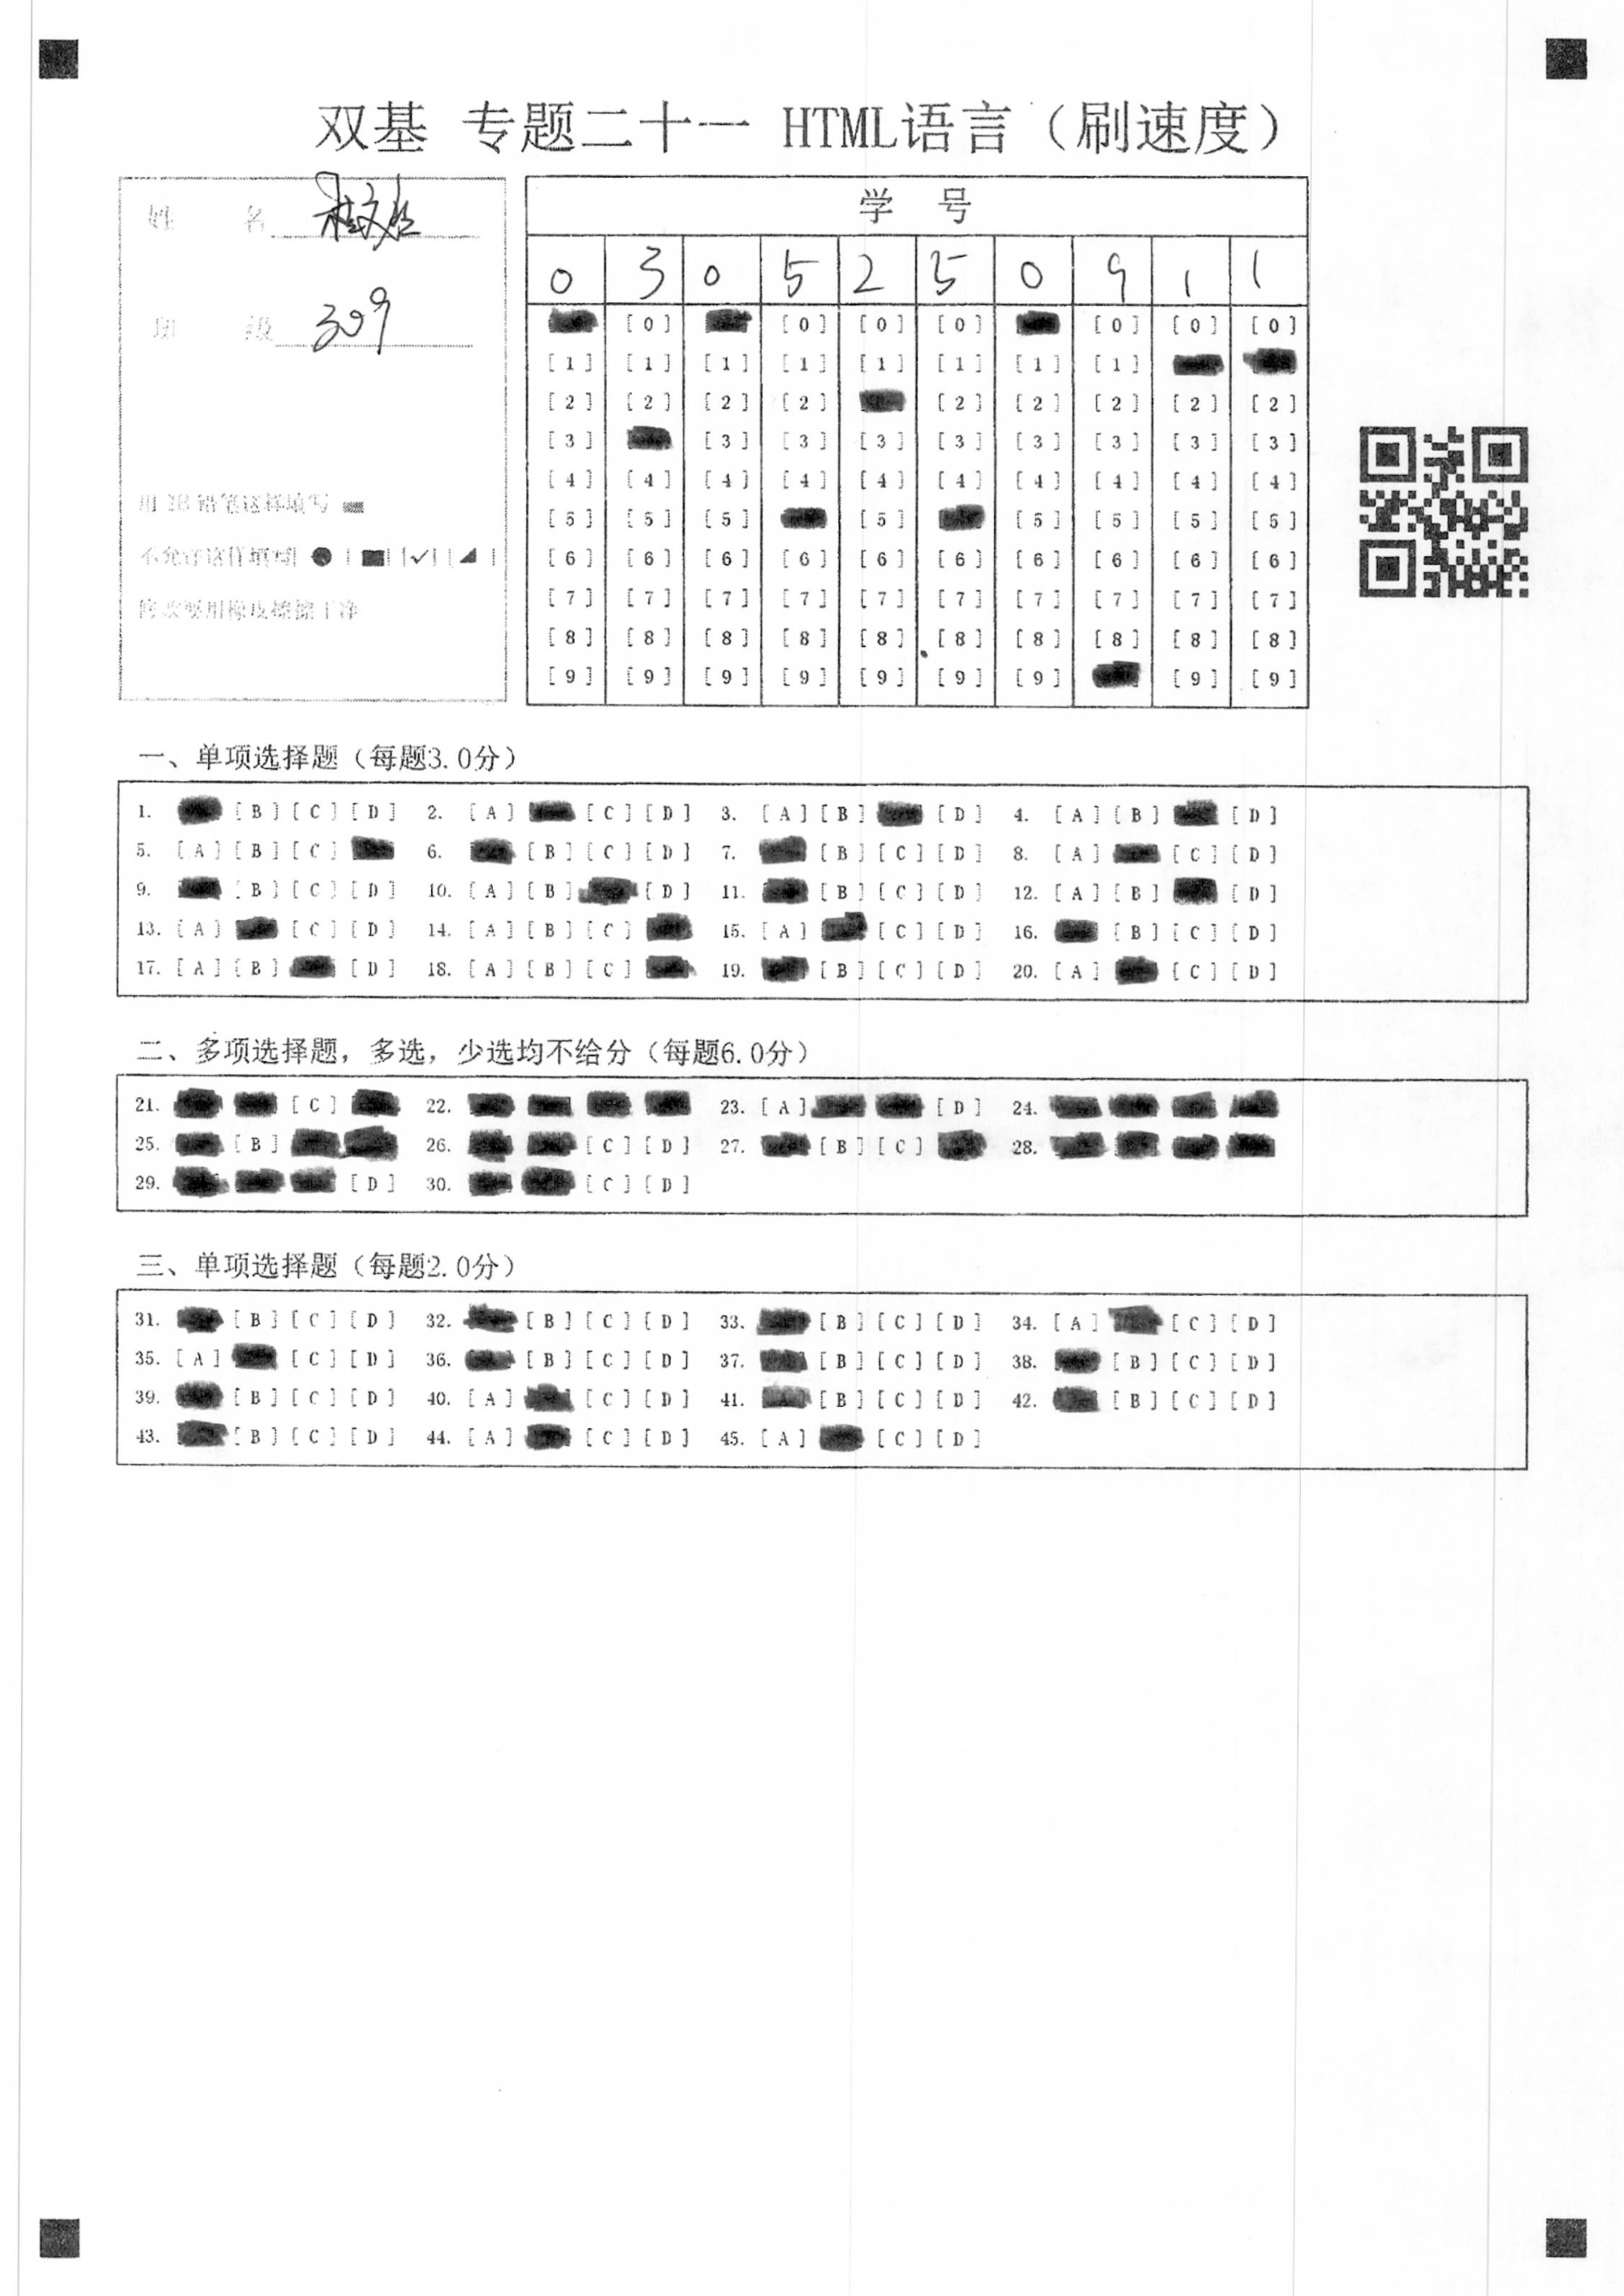 双基 专题二十一 HTML语言（刷速度）
姓 名
班 级 309
用 2B 铅笔这样填写
修改要用橡皮擦擦干净
学 号
0 3 0 5 2 5 0 9 1 1
[0] [0] [0] [0] [0] [0] [0]
[1] [1] [1] [1] [1] [1] [1] [1]
[2] [2] [2] [2] [2] [2] [2] [2] [2]
[3] [3] [3] [3] [3] [3] [3] [3] [3]
[4] [4] [4] [4] [4] [4] [4] [4] [4] [4]
[5] [5] [5] [5] [5] [5] [5] [5]
[6] [6] [6] [6] [6] [6] [6] [6] [6] [6]
[7] [7] [7] [7] [7] [7] [7] [7] [7] [7]
[8] [8] [8] [8] [8] [8] [8] [8] [8] [8]
[9] [9] [9] [9] [9] [9] [9] [9] [9]
一、单项选择题（每题3.0分）
1. [B] [C] [D] 2. [A] [C] [D] 3. [A] [B] [D] 4. [A] [B] [D]
5. [A] [B] [C] 6. [B] [C] [D] 7. [B] [C] [D] 8. [A] [C] [D]
9. [B] [C] [D] 10. [A] [B] [D] 11. [B] [C] [D] 12. [A] [B] [D]
13. [A] [C] [D] 14. [A] [B] [C] 15. [A] [C] [D] 16. [B] [C] [D]
17. [A] [B] [D] 18. [A] [B] [C] 19. [B] [C] [D] 20. [A] [C] [D]
二、多项选择题，多选，少选均不给分（每题6.0分）
21. [C] 22. 23. [A] [D] 24.
25. [B] 26. [C] [D] 27. [B] [C] 28.
29. [D] 30. [C] [D]
三、单项选择题（每题2.0分）
31. [B] [C] [D] 32. [B] [C] [D] 33. [B] [C] [D] 34. [A] [C] [D]
35. [A] [C] [D] 36. [B] [C] [D] 37. [B] [C] [D] 38. [B] [C] [D]
39. [B] [C] [D] 40. [A] [C] [D] 41. [B] [C] [D] 42. [B] [C] [D]
43. [B] [C] [D] 44. [A] [C] [D] 45. [A] [C] [D]